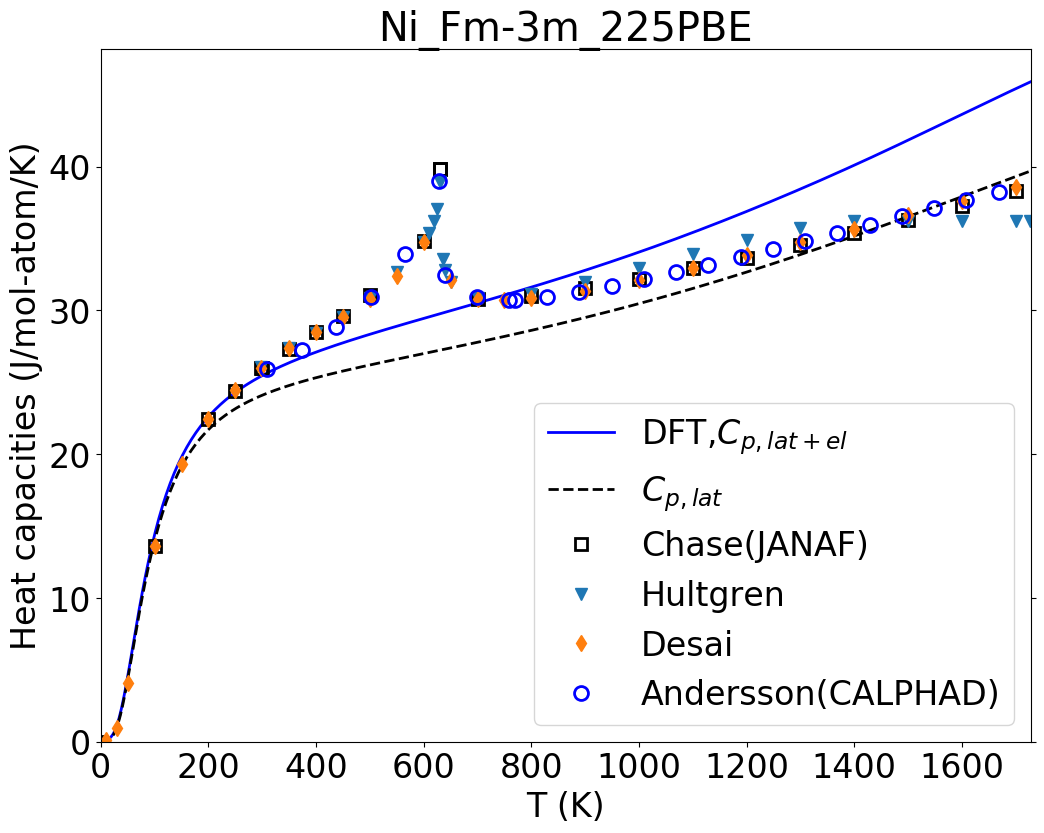 Ni_Fm-3m_225PBE
Heat capacities (J/mol-atom/K)
40
30
20
10
0
DFT,C_{p, lat+el}
C_{p, lat}
Chase(JANAF)
Hultgren
Desai
Andersson(CALPHAD)
0 200 400 600 800 1000 1200 1400 1600
T (K)